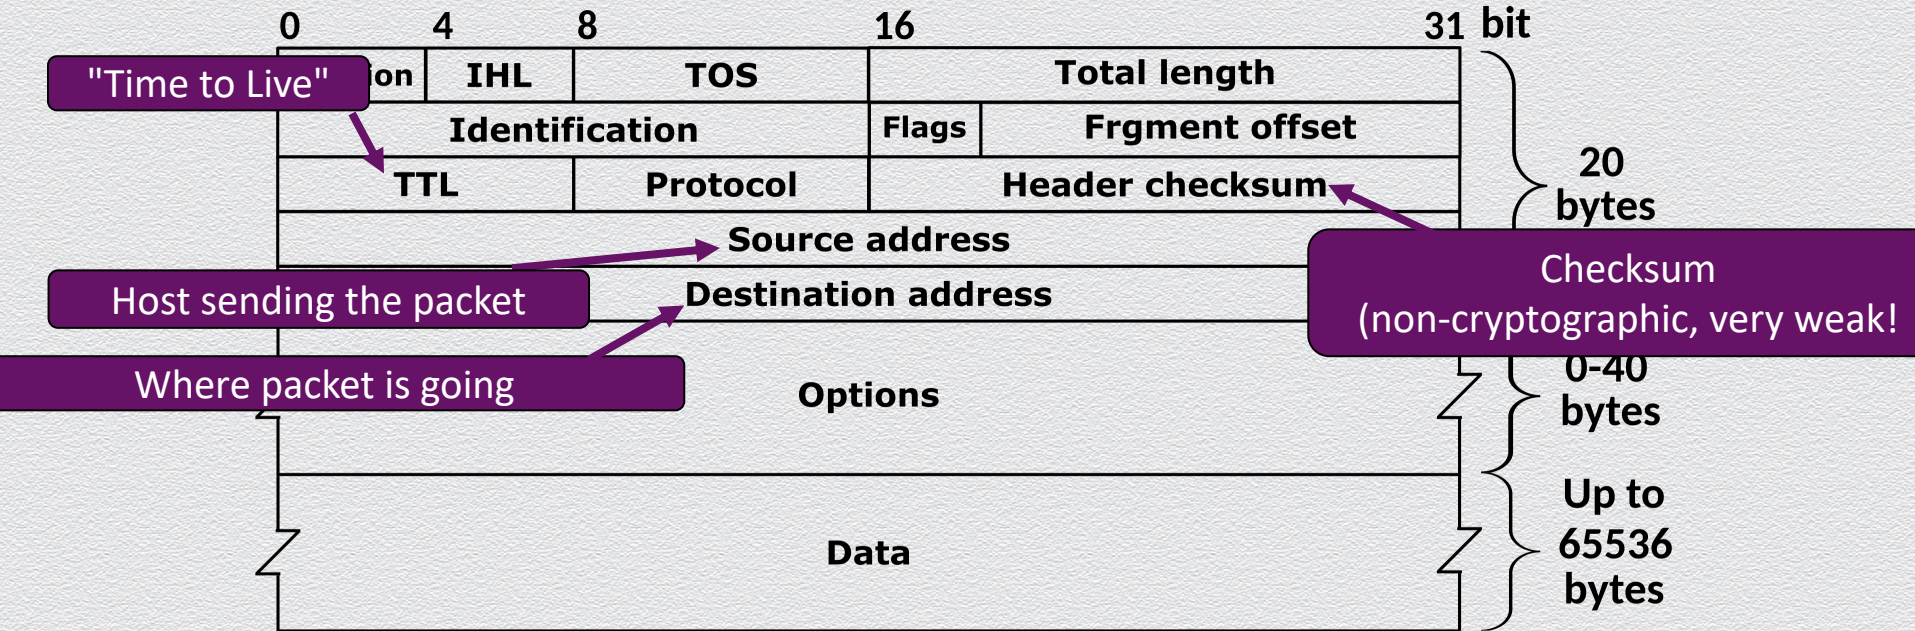 0 4 8 16 31 bit
"Time to Live"
ion IHL TOS Total length
Identification Flags Frgment offset
20
bytes
TTL Protocol Header checksum
Source address
Host sending the packet
Destination address
Checksum
(non-cryptographic, very weak!
Where packet is going
Options
0-40
bytes
Data
Up to
65536
bytes